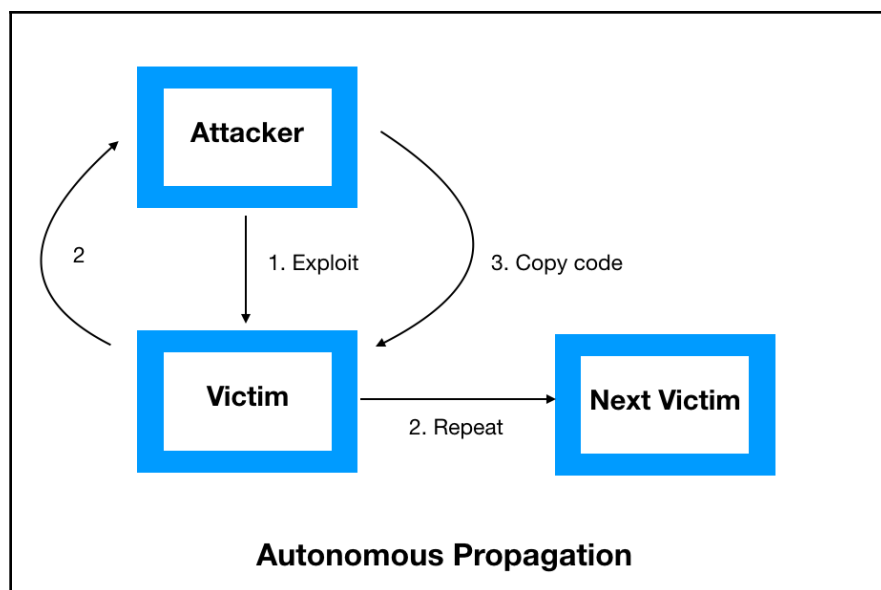 Attacker
2
1. Exploit
3. Copy code
Victim
Next Victim
2. Repeat
Autonomous Propagation